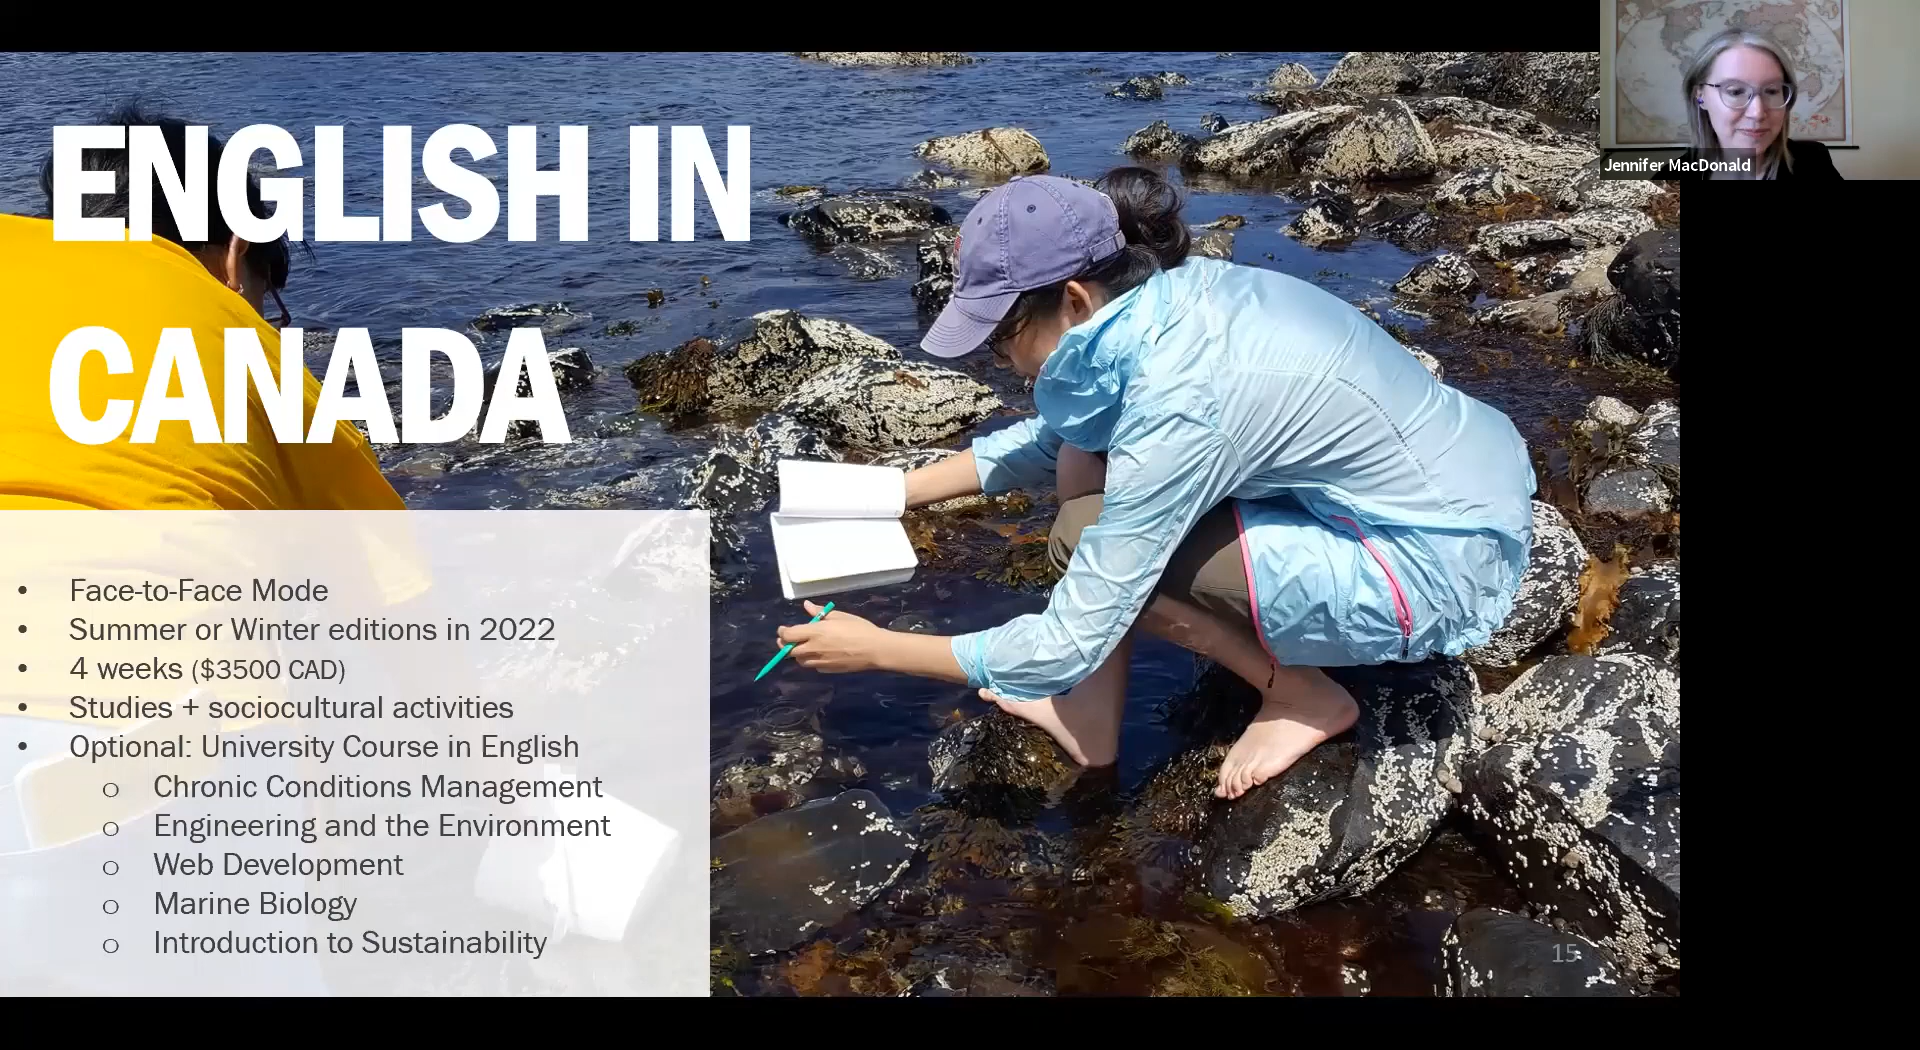 ENGLISH IN
CANADA
• Face-to-Face Mode
• Summer or Winter editions in 2022
• 4 weeks ($3500 CAD)
• Studies + sociocultural activities
• Optional: University Course in English
o Chronic Conditions Management
o Engineering and the Environment
o Web Development
o Marine Biology
o Introduction to Sustainability
15
Jennifer MacDonald